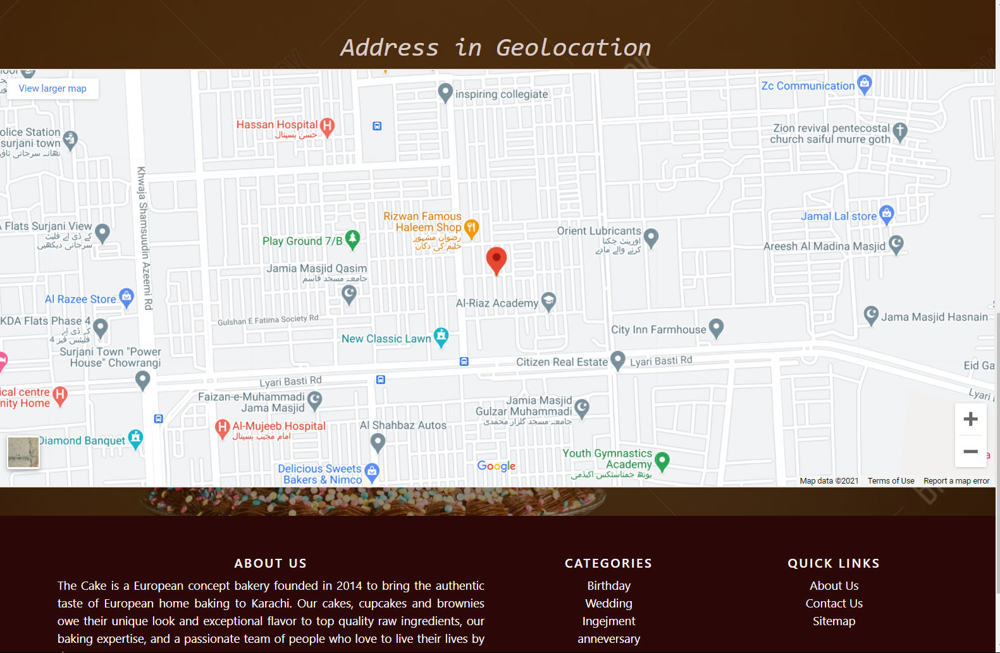 Address in Geolocation
View larger map
inspiring collegiate
Zc Communication
Hassan Hospital
حسن ہسپتال
olice Station
surjani town
تھانہ سرجانی ٹاؤ
Zion revival pentecostal
church saiful murre goth
Khwaja Shamsuudin Azeemi Rd
Rizwan Famous
Haleem Shop
رضوان مشہور
حلیم کی دکان
Jamal Lal store
A Flats Surjani View
کے ڈی اے فلیٹ
سرجانی دیکھیں
Play Ground 7/B
Orient Lubricants
اورینٹ چکنا
کرنے والے مادے
Areesh Al Madina Masjid
Jamia Masjid Qasim
جامعہ مسجد قاسم
Al Razee Store
Al-Riaz Academy
Gulshan E Fatima Society Rd
Jama Masjid Hasnain
KDA Flats Phase 4
کے ڈی اے
فلیٹس فیز 4
City Inn Farmhouse
New Classic Lawn
Surjani Town "Power
House" Chowrangi
Citizen Real Estate
Lyari Basti Rd
Eid Ga
Lyari Basti Rd
ical centre
nity Home
Faizan-e-Muhammadi
Jama Masjid
Jamia Masjid
Gulzar Muhammadi
جامعہ مسجد گلزار محمدی
Lyari
Al-Mujeeb Hospital
امام مجیب ہسپتال
Al Shahbaz Autos
Diamond Banquet
Youth Gymnastics
Academy
یوتھ جمناسٹکس اکیڈمی
Google
Delicious Sweets
Bakers & Nimco
Map data ©2021 Terms of Use Report a map error
ABOUT US
The Cake is a European concept bakery founded in 2014 to bring the authentic
taste of European home baking to Karachi. Our cakes, cupcakes and brownies
owe their unique look and exceptional flavor to top quality raw ingredients, our
baking expertise, and a passionate team of people who love to live their lives by
CATEGORIES
Birthday
Wedding
Ingejment
anneversary
QUICK LINKS
About Us
Contact Us
Sitemap